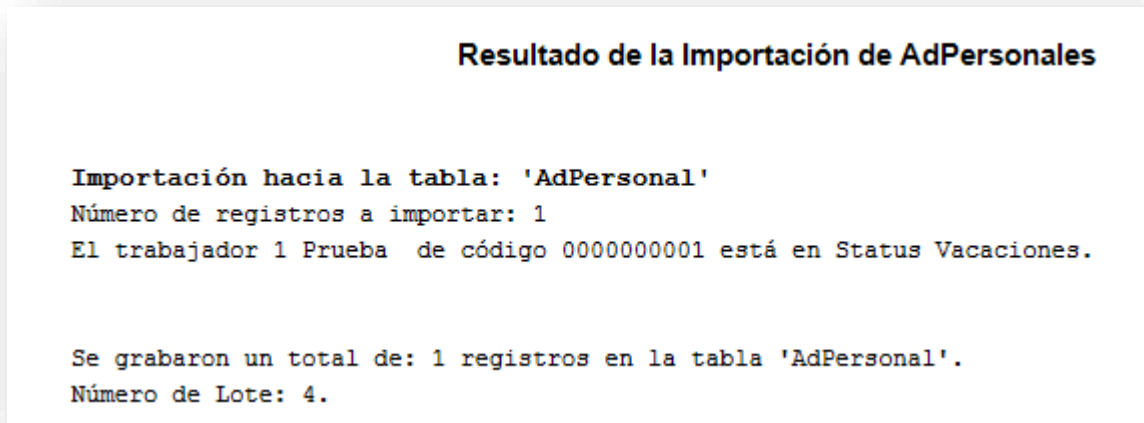 Resultado de la Importación de AdPersonales
Importación hacia la tabla: 'AdPersonal'
Número de registros a importar: 1
El trabajador 1 Prueba  de código 0000000001 está en Status Vacaciones.
Se grabaron un total de: 1 registros en la tabla 'AdPersonal'.
Número de Lote: 4.